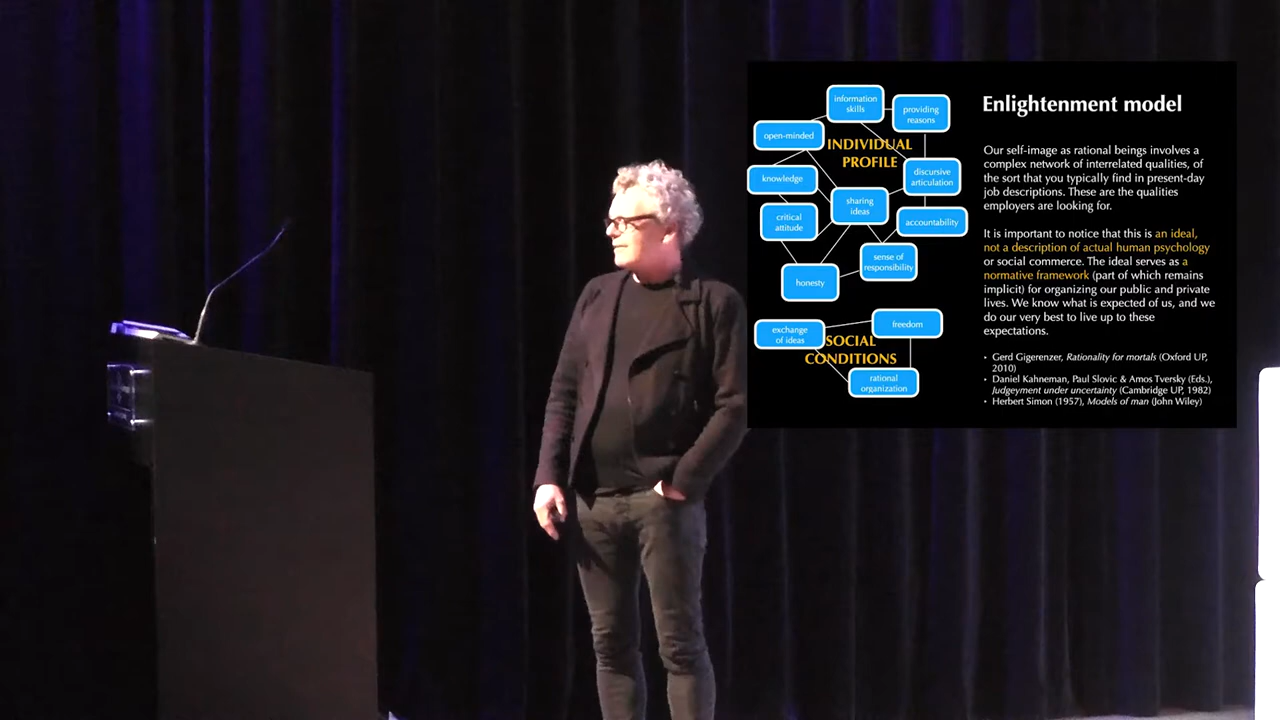 information
skills
providing
reasons
open-minded
INDIVIDUAL
PROFILE
knowledge
discursive
articulation
sharing
ideas
critical
attitude
accountability
sense of
responsibility
honesty
exchange
of ideas
freedom
SOCIAL
CONDITIONS
rational
organization
Enlightenment model
Our self-image as rational beings involves a
complex network of interrelated qualities, of
the sort that you typically find in present-day
job descriptions. These are the qualities
employers are looking for.
It is important to notice that this is an ideal,
not a description of actual human psychology
or social commerce. The ideal serves as a
normative framework (part of which remains
implicit) for organizing our public and private
lives. We know what is expected of us, and we
do our very best to live up to these
expectations.
• Gerd Gigerenzer, Rationality for mortals (Oxford UP,
2010)
• Daniel Kahneman, Paul Slovic & Amos Tversky (Eds.),
Judgeyment under uncertainty (Cambridge UP, 1982)
• Herbert Simon (1957), Models of man (John Wiley)